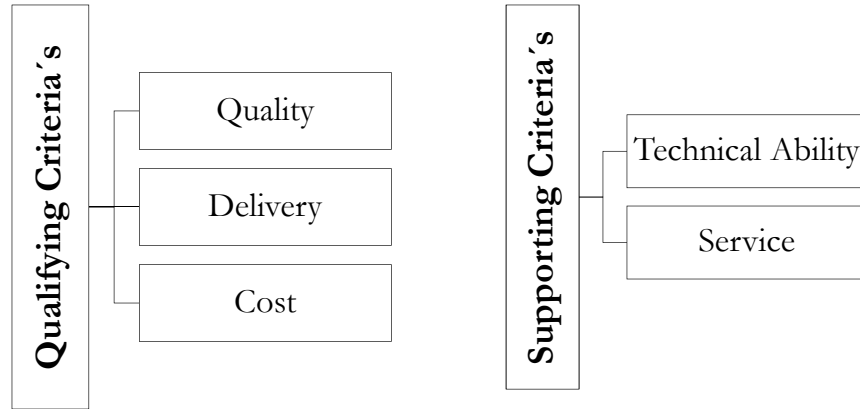 Qualifying Criteria´s
Quality
Delivery
Cost
Supporting Criteria´s
Technical Ability
Service